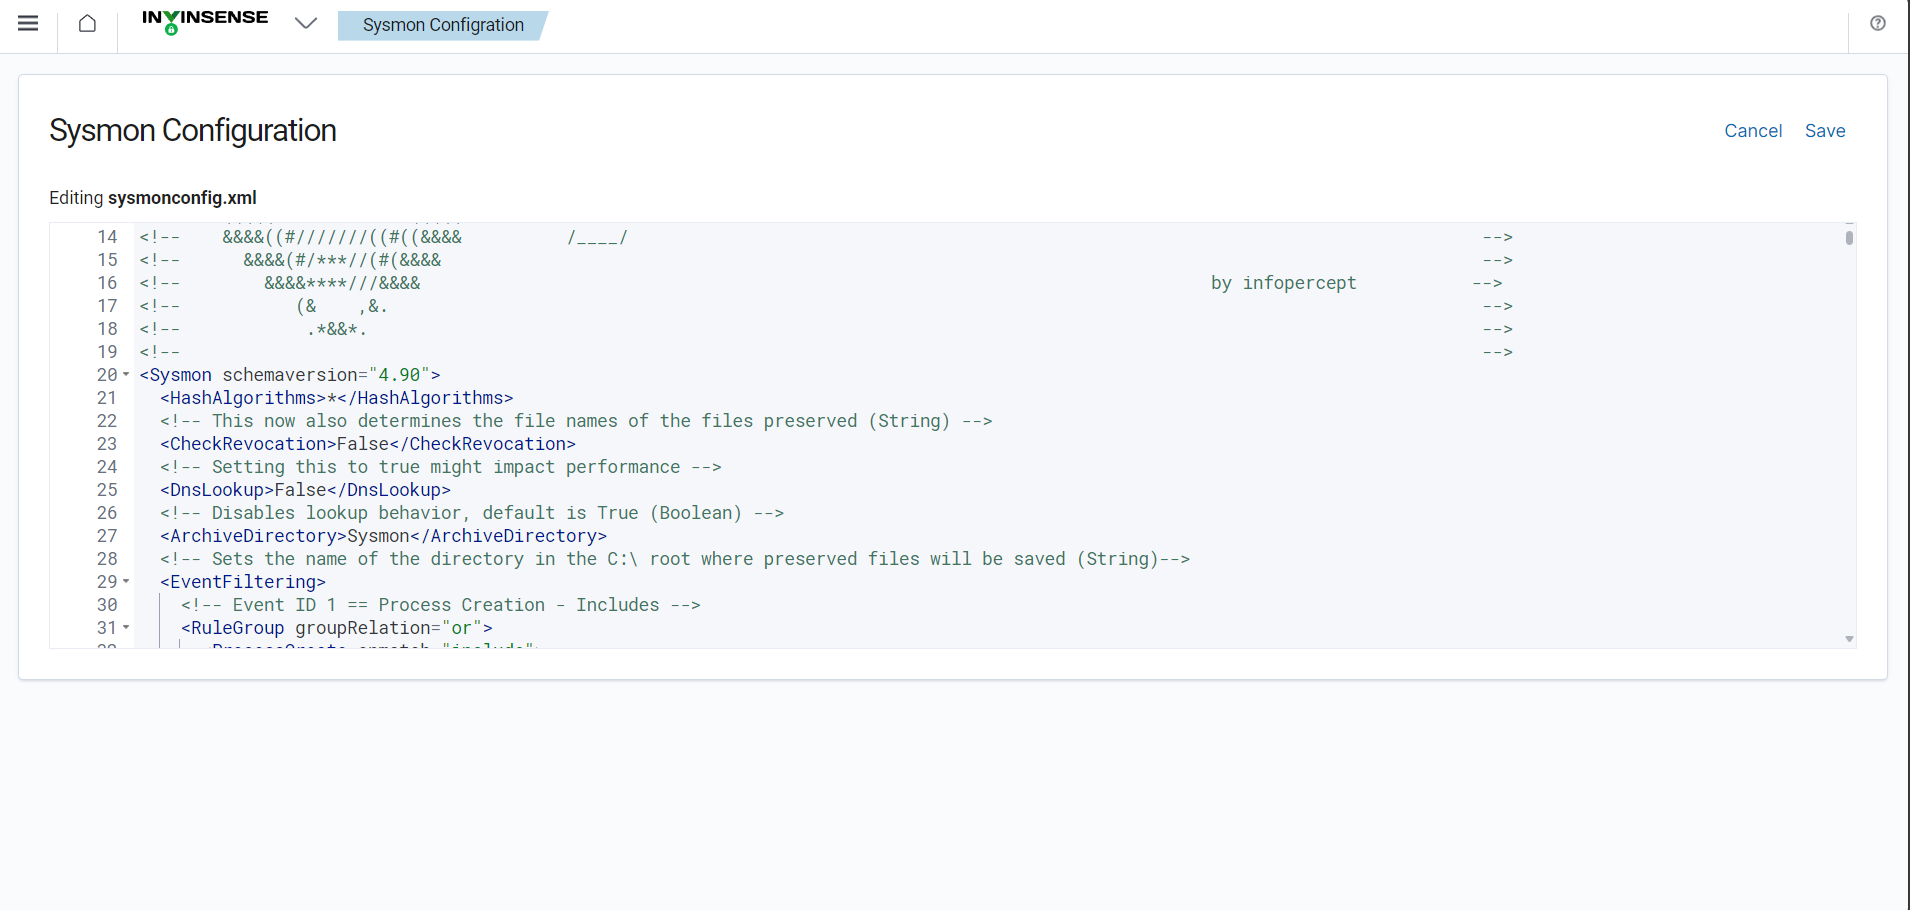 INVINSENSE
Sysmon Configration
Sysmon Configuration
Cancel Save
Editing sysmonconfig.xml
14 <!--    &&&&((#///////((#((&&&&          /____/                                                                                  -->
15 <!--      &&&&(#/***//(#(&&&&                                                                                                    -->
16 <!--        &&&&****///&&&&                                                                            by infopercept           -->
17 <!--           (&    ,&.                                                                                                         -->
18 <!--            .*&&*.                                                                                                           -->
19 <!--                                                                                                                             -->
20 <Sysmon schemaversion="4.90">
21   <HashAlgorithms>*</HashAlgorithms>
22   <!-- This now also determines the file names of the files preserved (String) -->
23   <CheckRevocation>False</CheckRevocation>
24   <!-- Setting this to true might impact performance -->
25   <DnsLookup>False</DnsLookup>
26   <!-- Disables lookup behavior, default is True (Boolean) -->
27   <ArchiveDirectory>Sysmon</ArchiveDirectory>
28   <!-- Sets the name of the directory in the C:\ root where preserved files will be saved (String)-->
29   <EventFiltering>
30     <!-- Event ID 1 == Process Creation - Includes -->
31     <RuleGroup groupRelation="or">